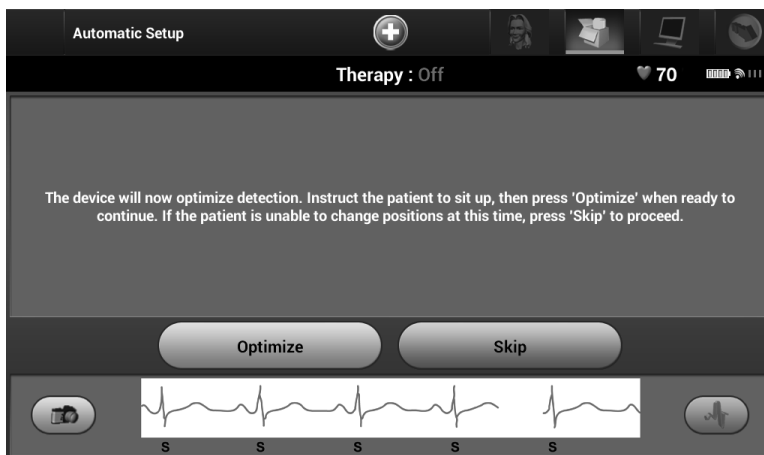 Automatic Setup
Therapy : Off
70
The device will now optimize detection. Instruct the patient to sit up, then press 'Optimize' when ready to
continue. If the patient is unable to change positions at this time, press 'Skip' to proceed.
Optimize
Skip
S S S S S